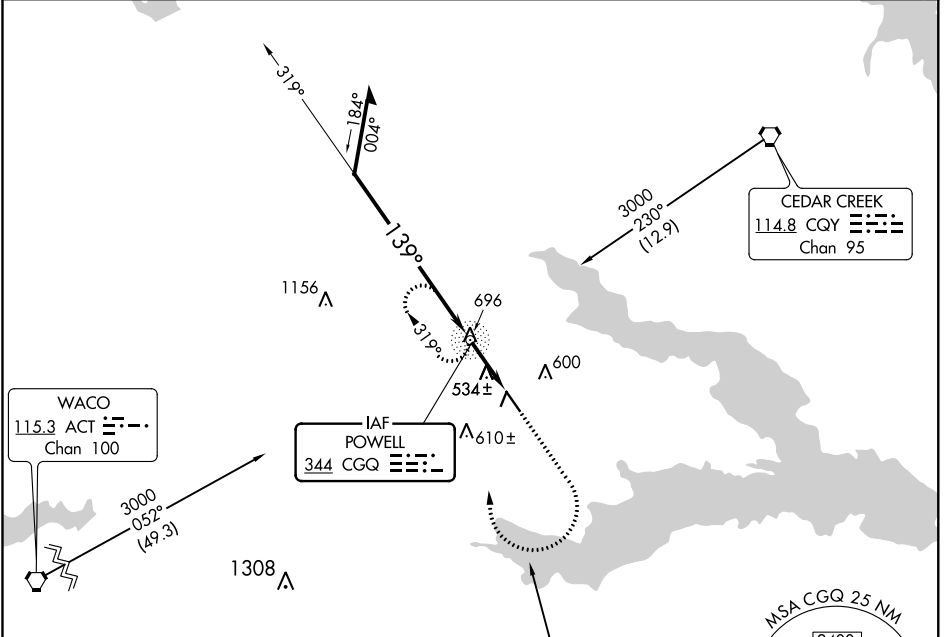 319°
184°
004°
139°
3000
230°
(12.9)
CEDAR CREEK
114.8 CQY
Chan 95
1156
696
319°
600
534±
IAF
POWELL
344 CGQ
610±
WACO
115.3 ACT
Chan 100
3000
052°
(49.3)
1308
MSA CGQ 25 NM